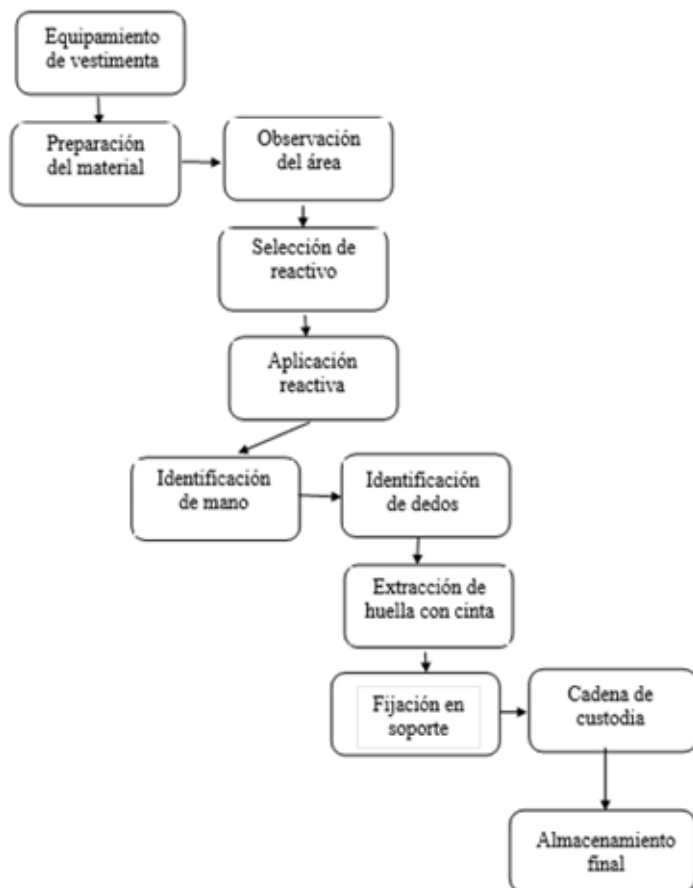 Equipamiento
de vestimenta
Preparación
del material
Observación
del área
Selección de
reactivo
Aplicación
reactiva
Identificación
de mano
Identificación
de dedos
Extracción de
huella con cinta
Fijación en
soporte
Cadena de
custodia
Almacenamiento
final